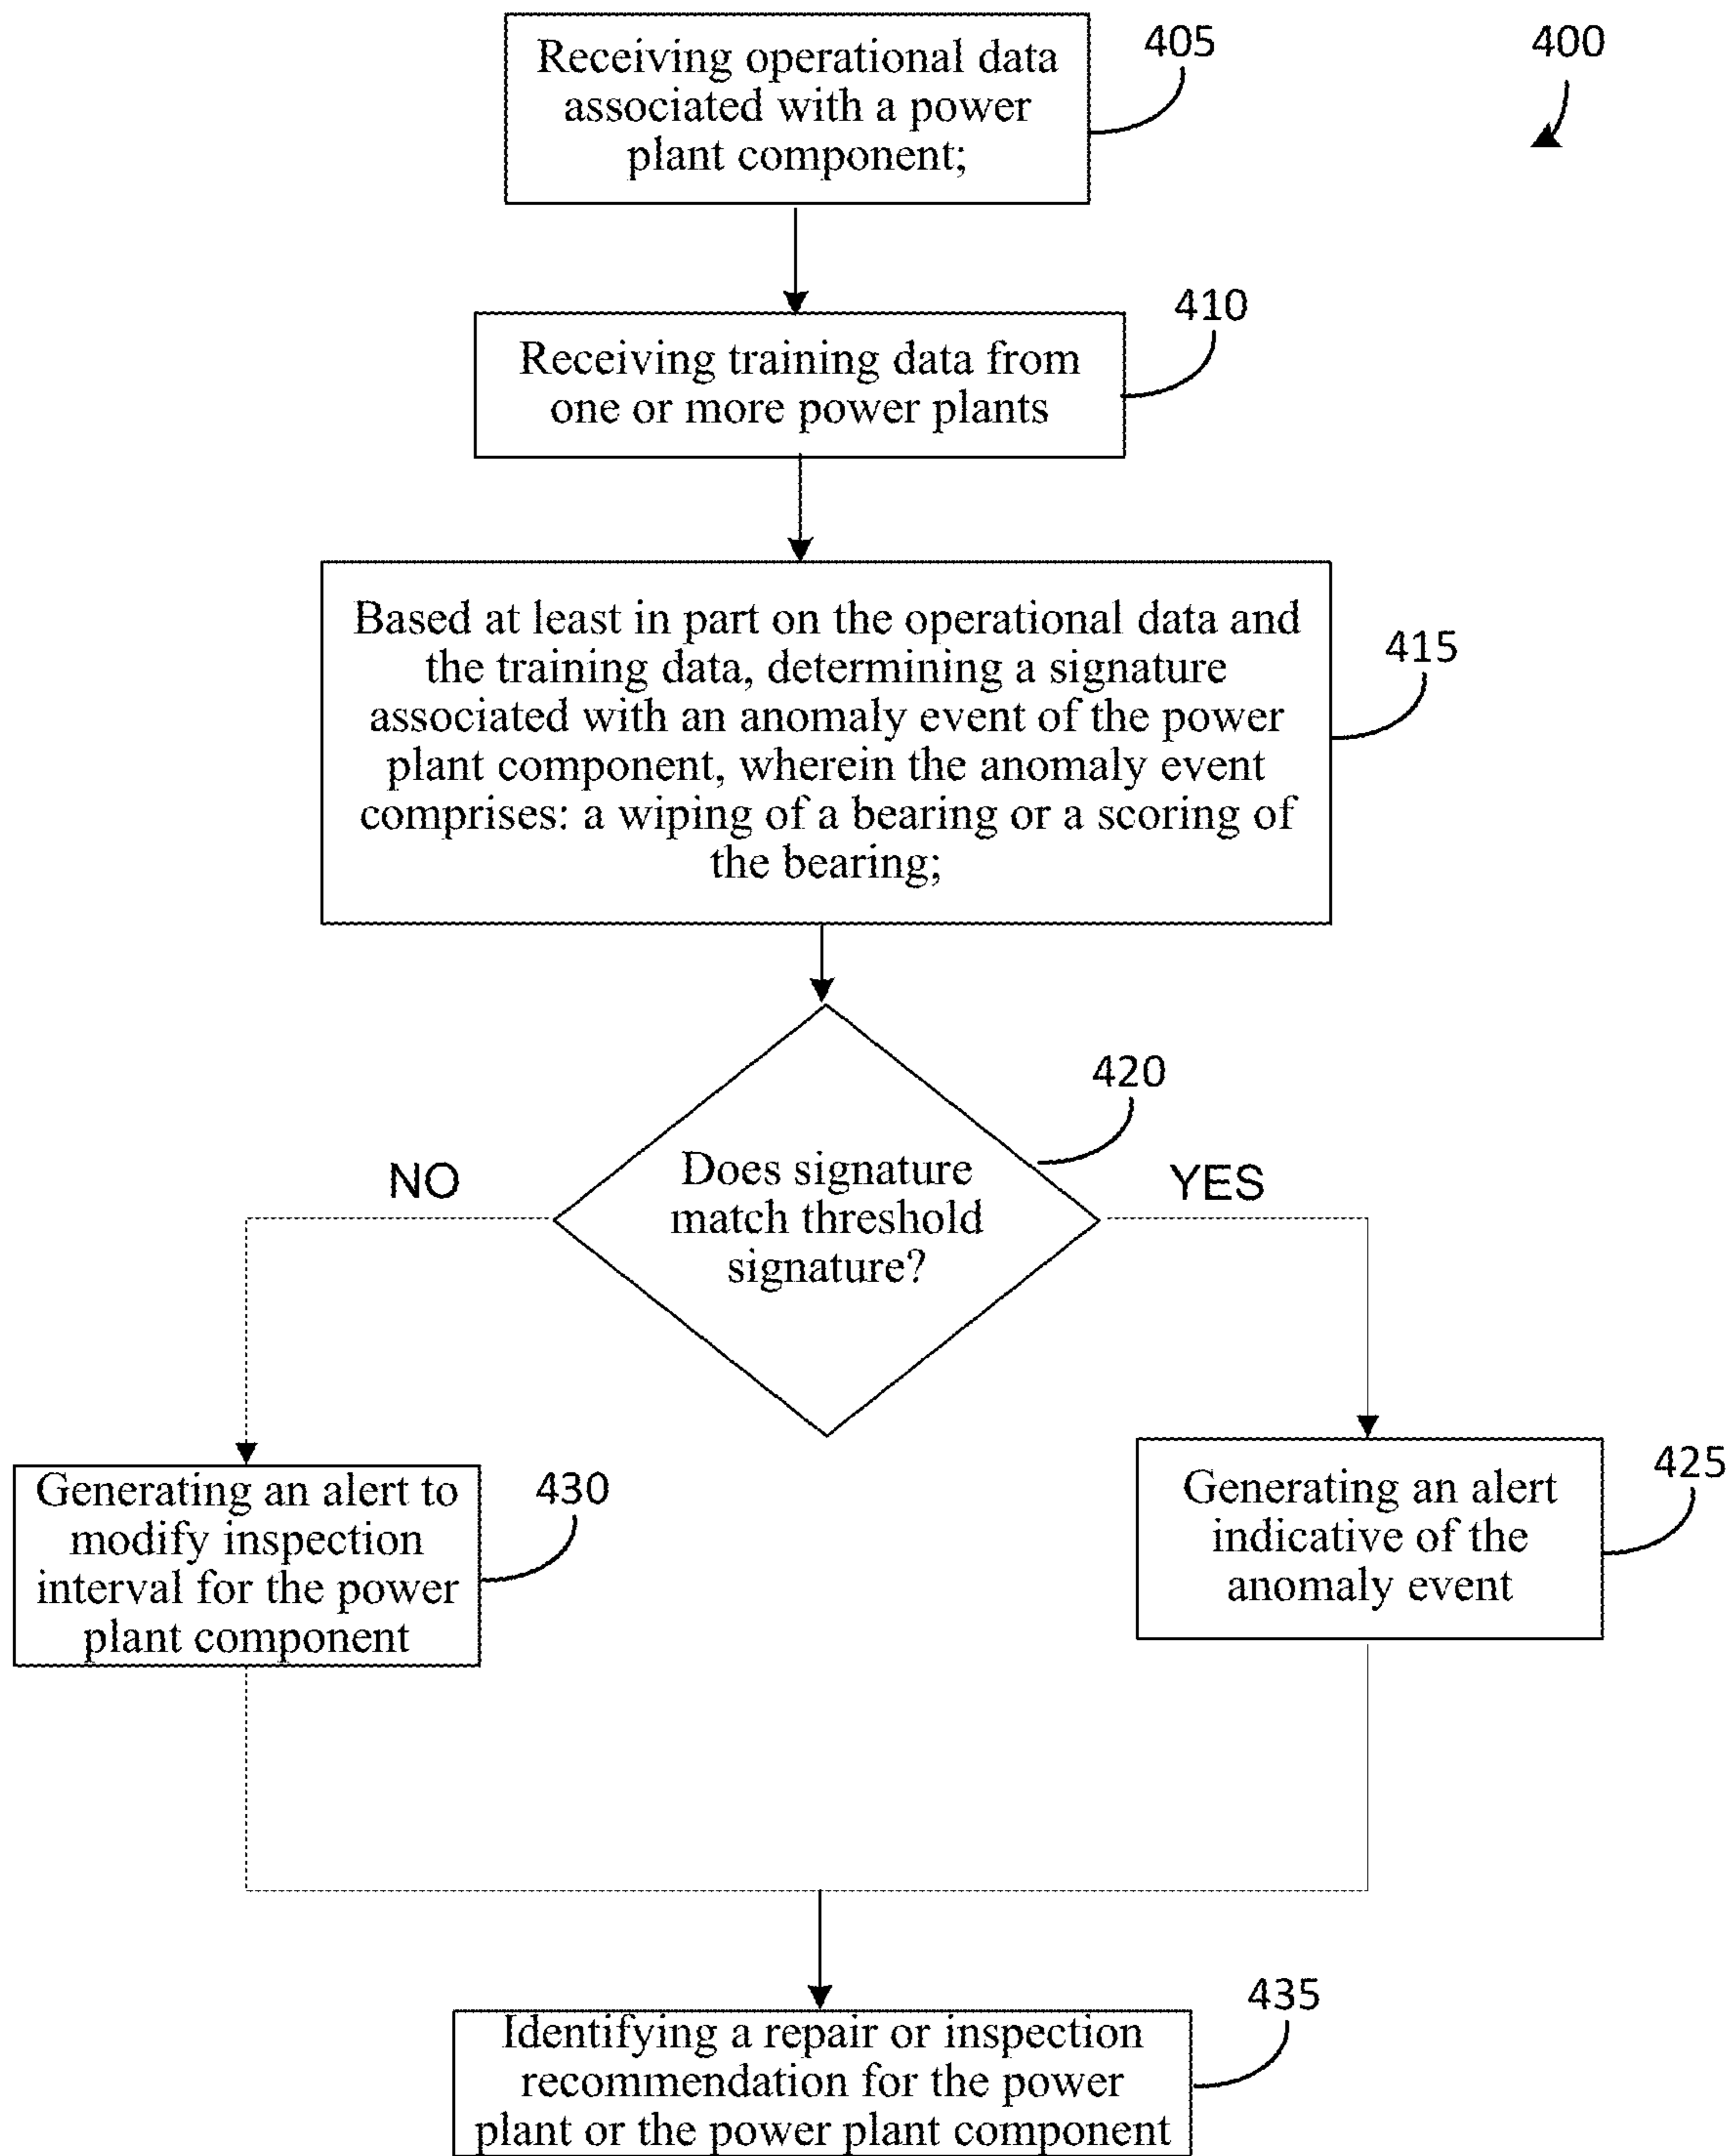 Receiving operational data
associated with a power
plant component;
405
400
Receiving training data from
one or more power plants
410
Based at least in part on the operational data and
the training data, determining a signature
associated with an anomaly event of the power
plant component, wherein the anomaly event
comprises: a wiping of a bearing or a scoring of
the bearing;
415
420
Does signature
match threshold
signature?
NO
YES
Generating an alert to
modify inspection
interval for the power
plant component
430
Generating an alert
indicative of the
anomaly event
425
435
Identifying a repair or inspection
recommendation for the power
plant or the power plant component